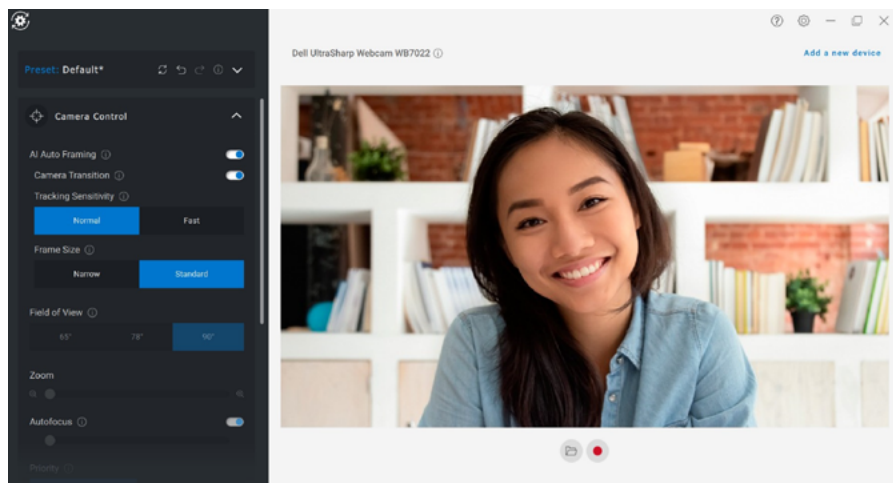 Dell UltraSharp Webcam WB7022
Add a new device
Preset: Default*
Camera Control
AI Auto Framing
Camera Transition
Tracking Sensitivity
Normal Fast
Frame Size
Narrow Standard
Field of View
65° 78° 90°
Zoom
Autofocus
Priority